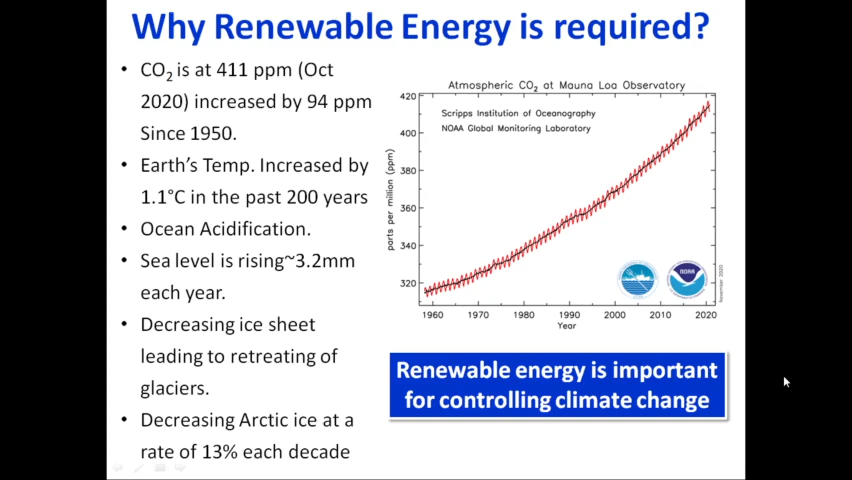 Why Renewable Energy is required?
• CO₂ is at 411 ppm (Oct
2020) increased by 94 ppm
Since 1950.
• Earth's Temp. Increased by
1.1°C in the past 200 years
• Ocean Acidification.
• Sea level is rising~3.2mm
each year.
• Decreasing ice sheet
leading to retreating of
glaciers.
• Decreasing Arctic ice at a
rate of 13% each decade
Atmospheric CO₂ at Mauna Loa Observatory
Scripps Institution of Oceanography
NOAA Global Monitoring Laboratory
parts per million (ppm)
420
400
380
360
340
320
1960 1970 1980 1990 2000 2010 2020
Year
NOAA
November 2020
Renewable energy is important
for controlling climate change